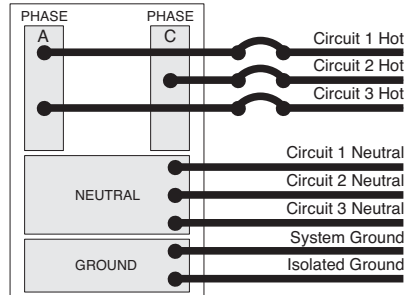 PHASE PHASE
A C
Circuit 1 Hot
Circuit 2 Hot
Circuit 3 Hot
Circuit 1 Neutral
Circuit 2 Neutral
NEUTRAL
Circuit 3 Neutral
System Ground
GROUND
Isolated Ground